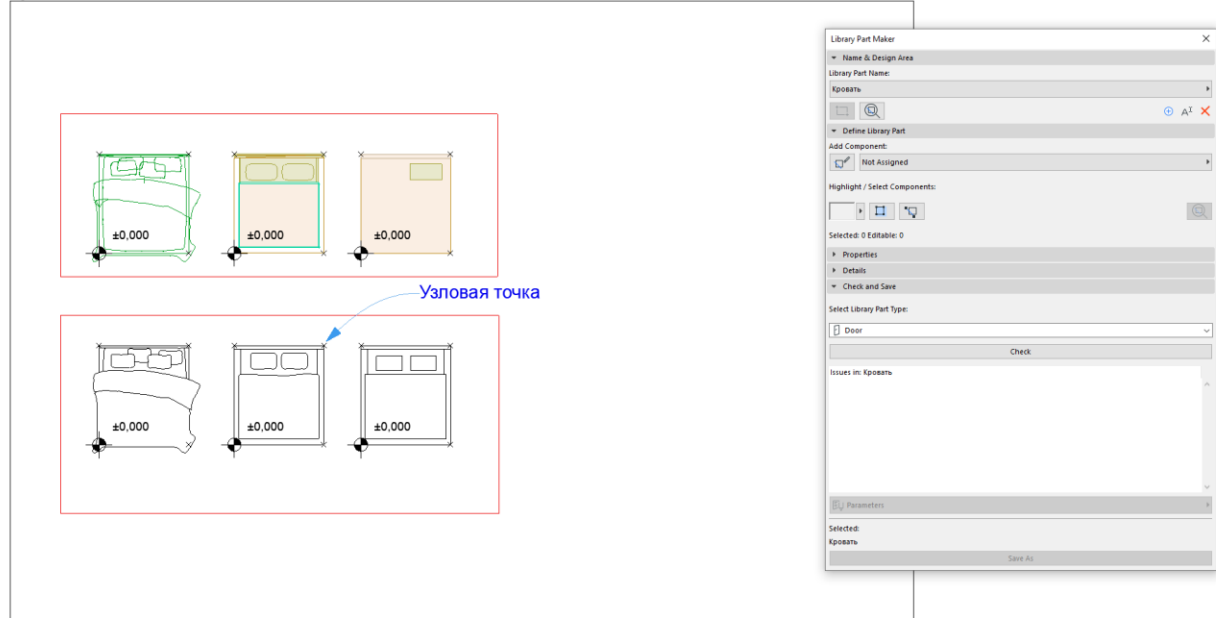 Library Part Maker
Name & Design Area
Library Part Name:
Кровать
Define Library Part
Add Component:
Not Assigned
Highlight / Select Components:
Selected: 0 Editable: 0
Properties
Details
Check and Save
Select Library Part Type:
Door
Check
Issues in: Кровать
Parameters
Selected:
Кровать
Save As
±0,000 ±0,000 ±0,000
Узловая точка
±0,000 ±0,000 ±0,000